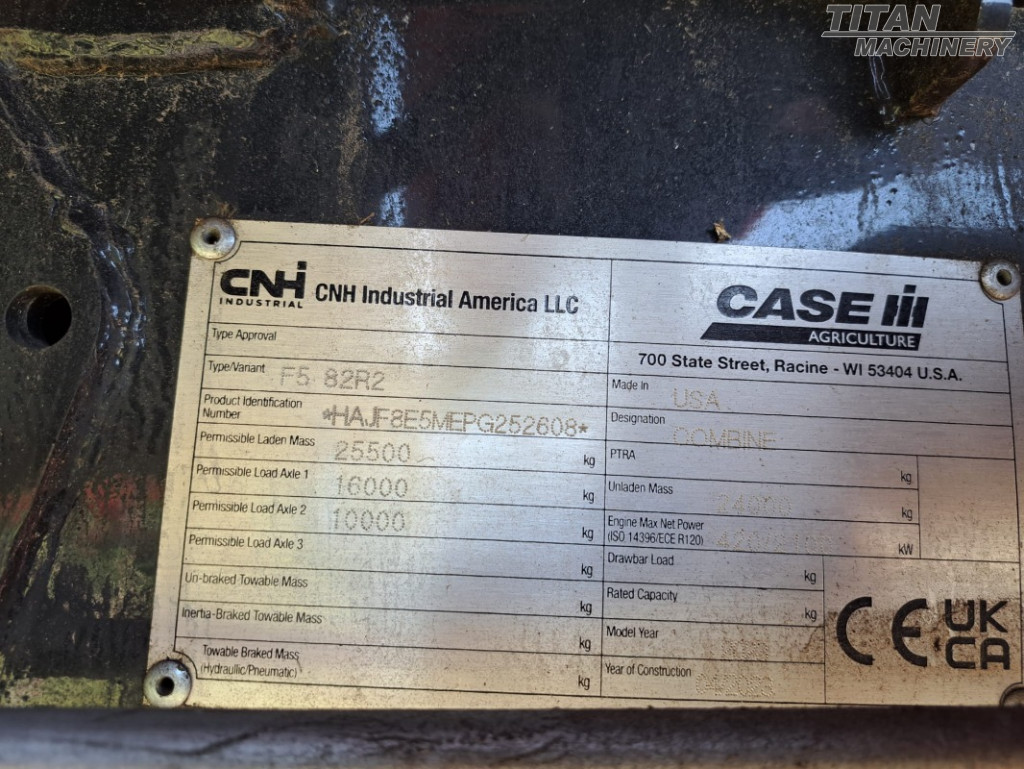 TITAN
MACHINERY
CNH
INDUSTRIAL
CNH Industrial America LLC
CASE IH
AGRICULTURE
700 State Street, Racine - WI 53404 U.S.A.
Type Approval
Type/Variant F5 82R2
Product Identification
Number *HAJF8E5MEPG252608*
Permissible Laden Mass 25500 kg
Permissible Load Axle 1 16000 kg
Permissible Load Axle 2 10000 kg
Permissible Load Axle 3 kg
Un-braked Towable Mass kg
Inertia-Braked Towable Mass kg
Towable Braked Mass
(Hydraulic/Pneumatic) kg
Made in USA
Designation COMBINE
PTRA kg
Unladen Mass 24000 kg
Engine Max Net Power
(ISO 14396/ECE R120) kW
Drawbar Load kg
Rated Capacity kg
Model Year
Year of Construction
CE
UK
CA